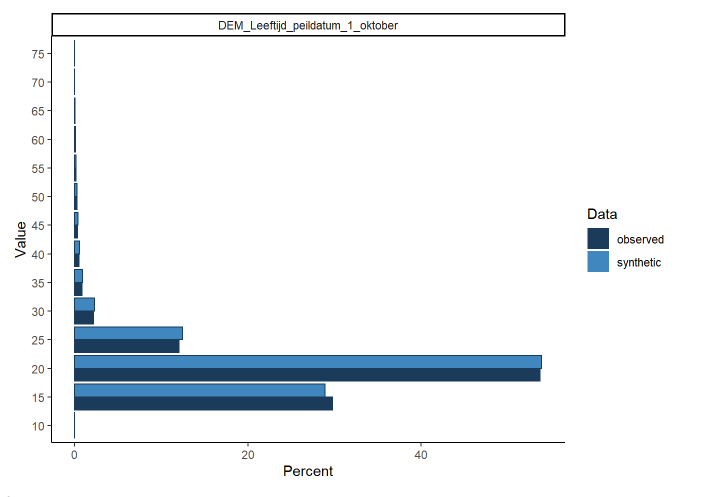 DEM_Leeftijd_peildatum_1_oktober
75
70
65
60
55
50
45
40
35
30
25
20
15
10
Value
0 20 40
Percent
Data
observed
synthetic